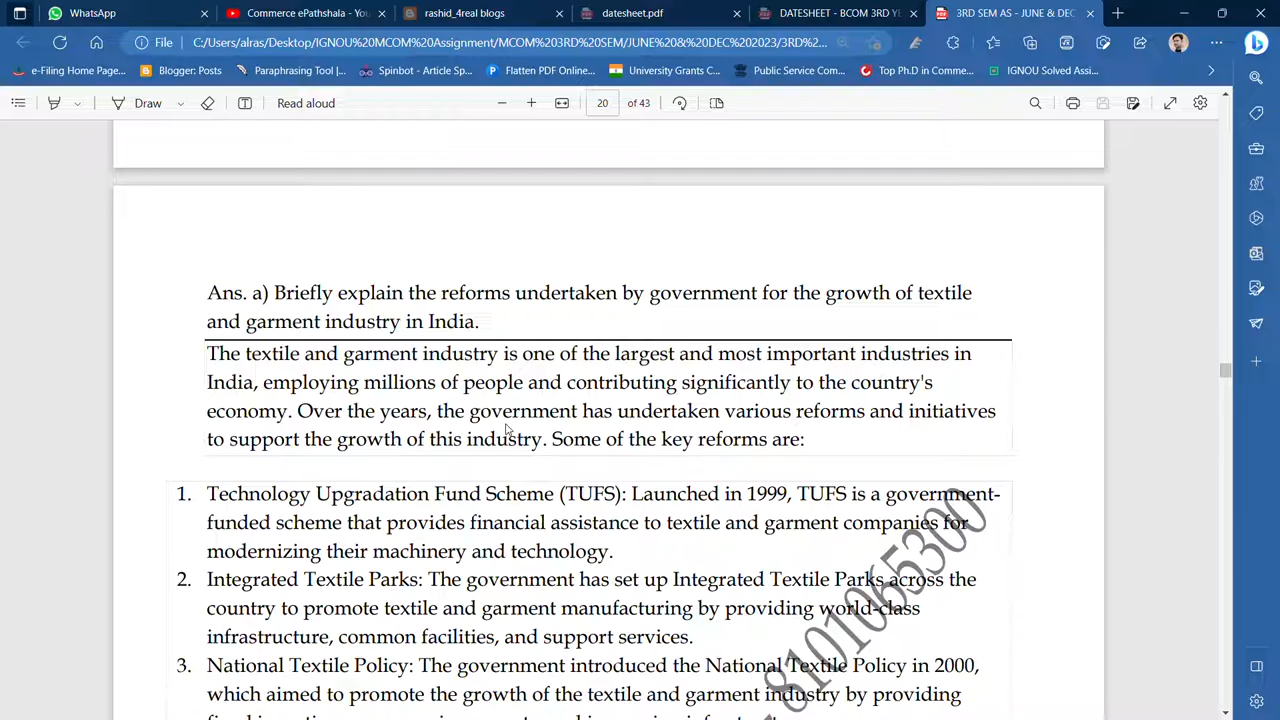 WhatsApp
Commerce ePathshala - You
rashid_4real blogs
datesheet.pdf
DATESHEET - BCOM 3RD YE
3RD SEM AS - JUNE & DEC
File
C:/Users/alras/Desktop/IGNOU%20MCOM%20Assignment/MCOM%203RD%20SEM/JUNE%20&%20DEC%202023/3RD%2...
e-Filing Home Page...
Blogger: Posts
Paraphrasing Tool |...
Spinbot - Article Sp...
Flatten PDF Online...
University Grants C...
Public Service Com...
Top Ph.D in Comme...
IGNOU Solved Assi...
Draw
Read aloud
20 of 43
Ans. a) Briefly explain the reforms undertaken by government for the growth of textile
and garment industry in India.
The textile and garment industry is one of the largest and most important industries in
India, employing millions of people and contributing significantly to the country's
economy. Over the years, the government has undertaken various reforms and initiatives
to support the growth of this industry. Some of the key reforms are:
1. Technology Upgradation Fund Scheme (TUFS): Launched in 1999, TUFS is a government-
funded scheme that provides financial assistance to textile and garment companies for
modernizing their machinery and technology.
2. Integrated Textile Parks: The government has set up Integrated Textile Parks across the
country to promote textile and garment manufacturing by providing world-class
infrastructure, common facilities, and support services.
3. National Textile Policy: The government introduced the National Textile Policy in 2000,
which aimed to promote the growth of the textile and garment industry by providing
- 8101065300